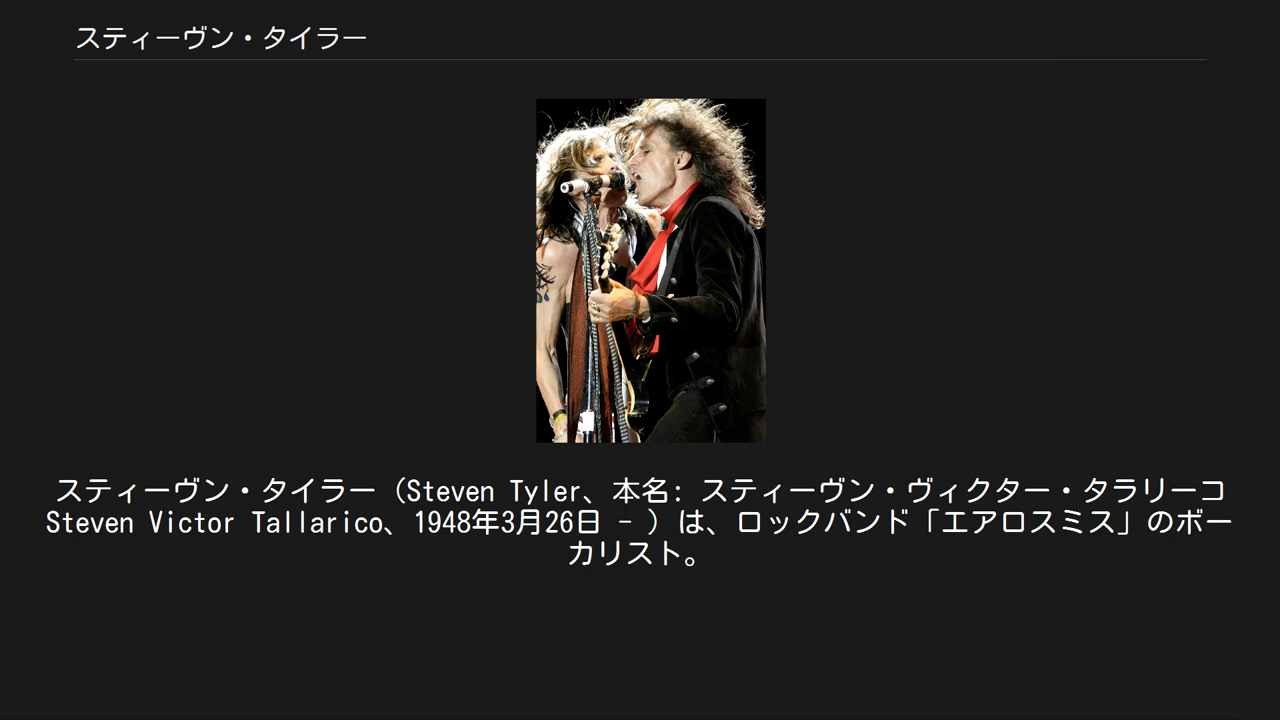 スティーヴン・タイラー
スティーヴン・タイラー（Steven Tyler、本名: スティーヴン・ヴィクター・タラリーコ
Steven Victor Tallarico、1948年3月26日 - ）は、ロックバンド「エアロスミス」のボー
カリスト。